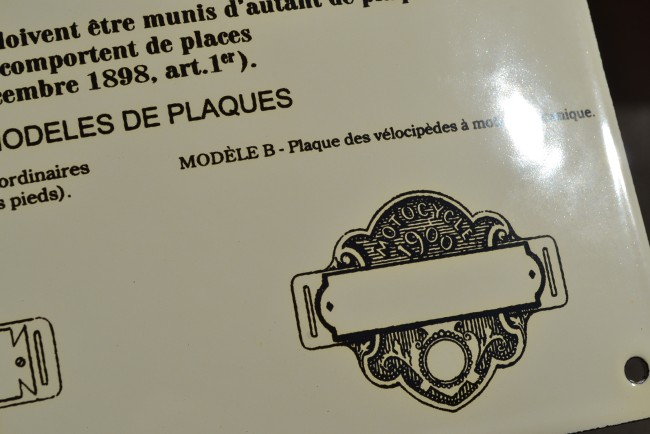 doivent être munis d'autant de
comportent de places
cembre 1898, art.1er).
MODELES DE PLAQUES
ordinaires
s pieds).
MODÈLE B - Plaque des vélocipèdes à
MOTOCYCLE
1900